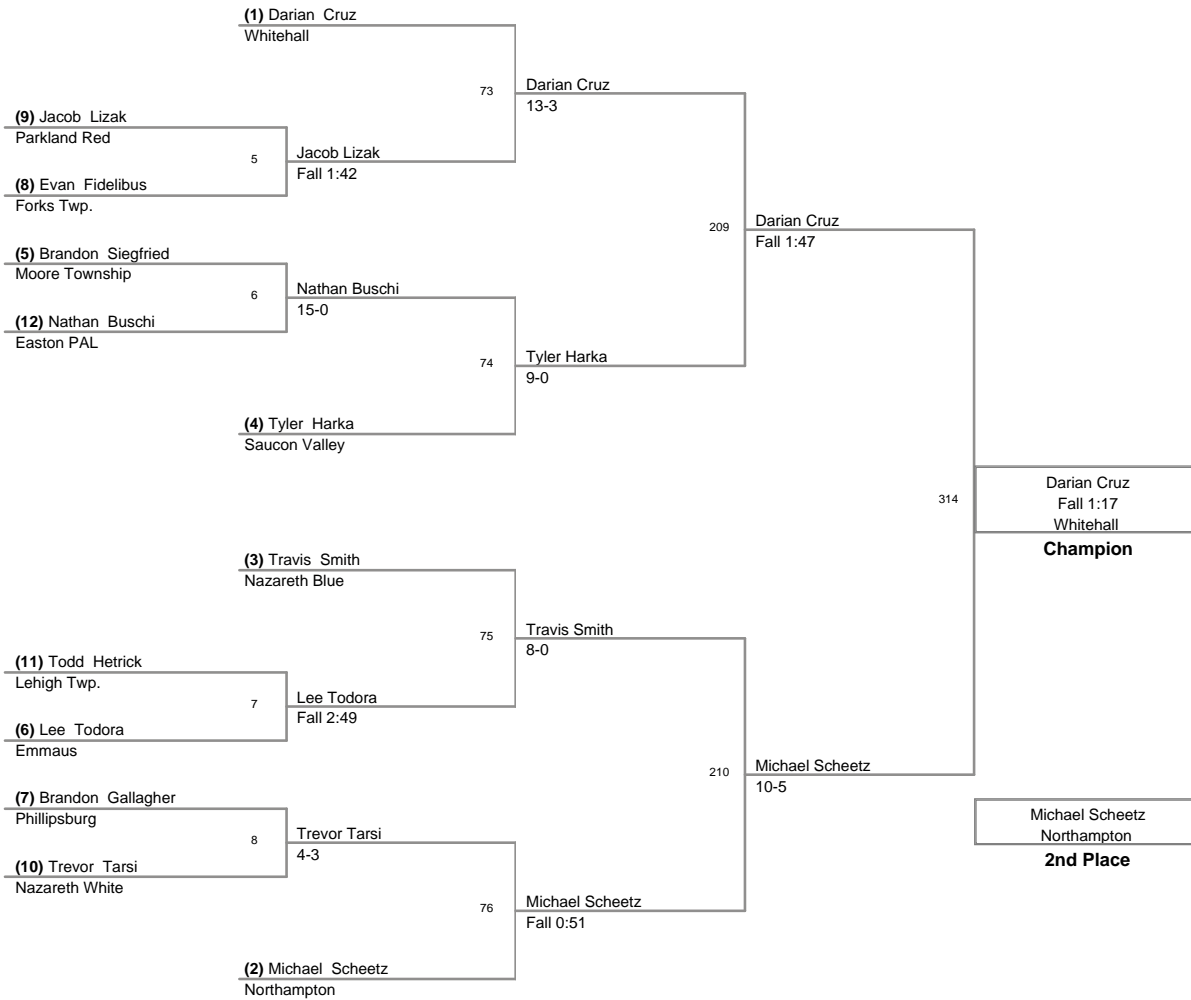 (1) Darian Cruz
Whitehall
73
Darian Cruz
13-3
(9) Jacob Lizak
Parkland Red
5
Jacob Lizak
Fall 1:42
(8) Evan Fidelibus
Forks Twp.
209
Darian Cruz
Fall 1:47
(5) Brandon Siegfried
Moore Township
6
Nathan Buschi
15-0
(12) Nathan Buschi
Easton PAL
74
Tyler Harka
9-0
(4) Tyler Harka
Saucon Valley
314
Darian Cruz
Fall 1:17
Whitehall
Champion
(3) Travis Smith
Nazareth Blue
75
Travis Smith
8-0
(11) Todd Hetrick
Lehigh Twp.
7
Lee Todora
Fall 2:49
(6) Lee Todora
Emmaus
210
Michael Scheetz
10-5
(7) Brandon Gallagher
Phillipsburg
8
Trevor Tarsi
4-3
(10) Trevor Tarsi
Nazareth White
76
Michael Scheetz
Fall 0:51
(2) Michael Scheetz
Northampton
Michael Scheetz
Northampton
2nd Place